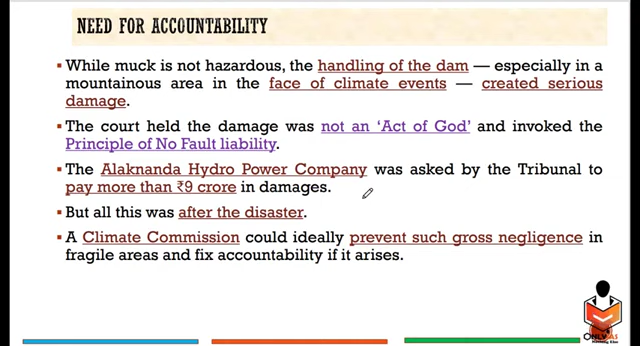 NEED FOR ACCOUNTABILITY
▪ While muck is not hazardous, the handling of the dam — especially in a
mountainous area in the face of climate events — created serious
damage.
▪ The court held the damage was not an 'Act of God' and invoked the
Principle of No Fault liability.
▪ The Alaknanda Hydro Power Company was asked by the Tribunal to
pay more than ₹9 crore in damages.
▪ But all this was after the disaster.
▪ A Climate Commission could ideally prevent such gross negligence in
fragile areas and fix accountability if it arises.